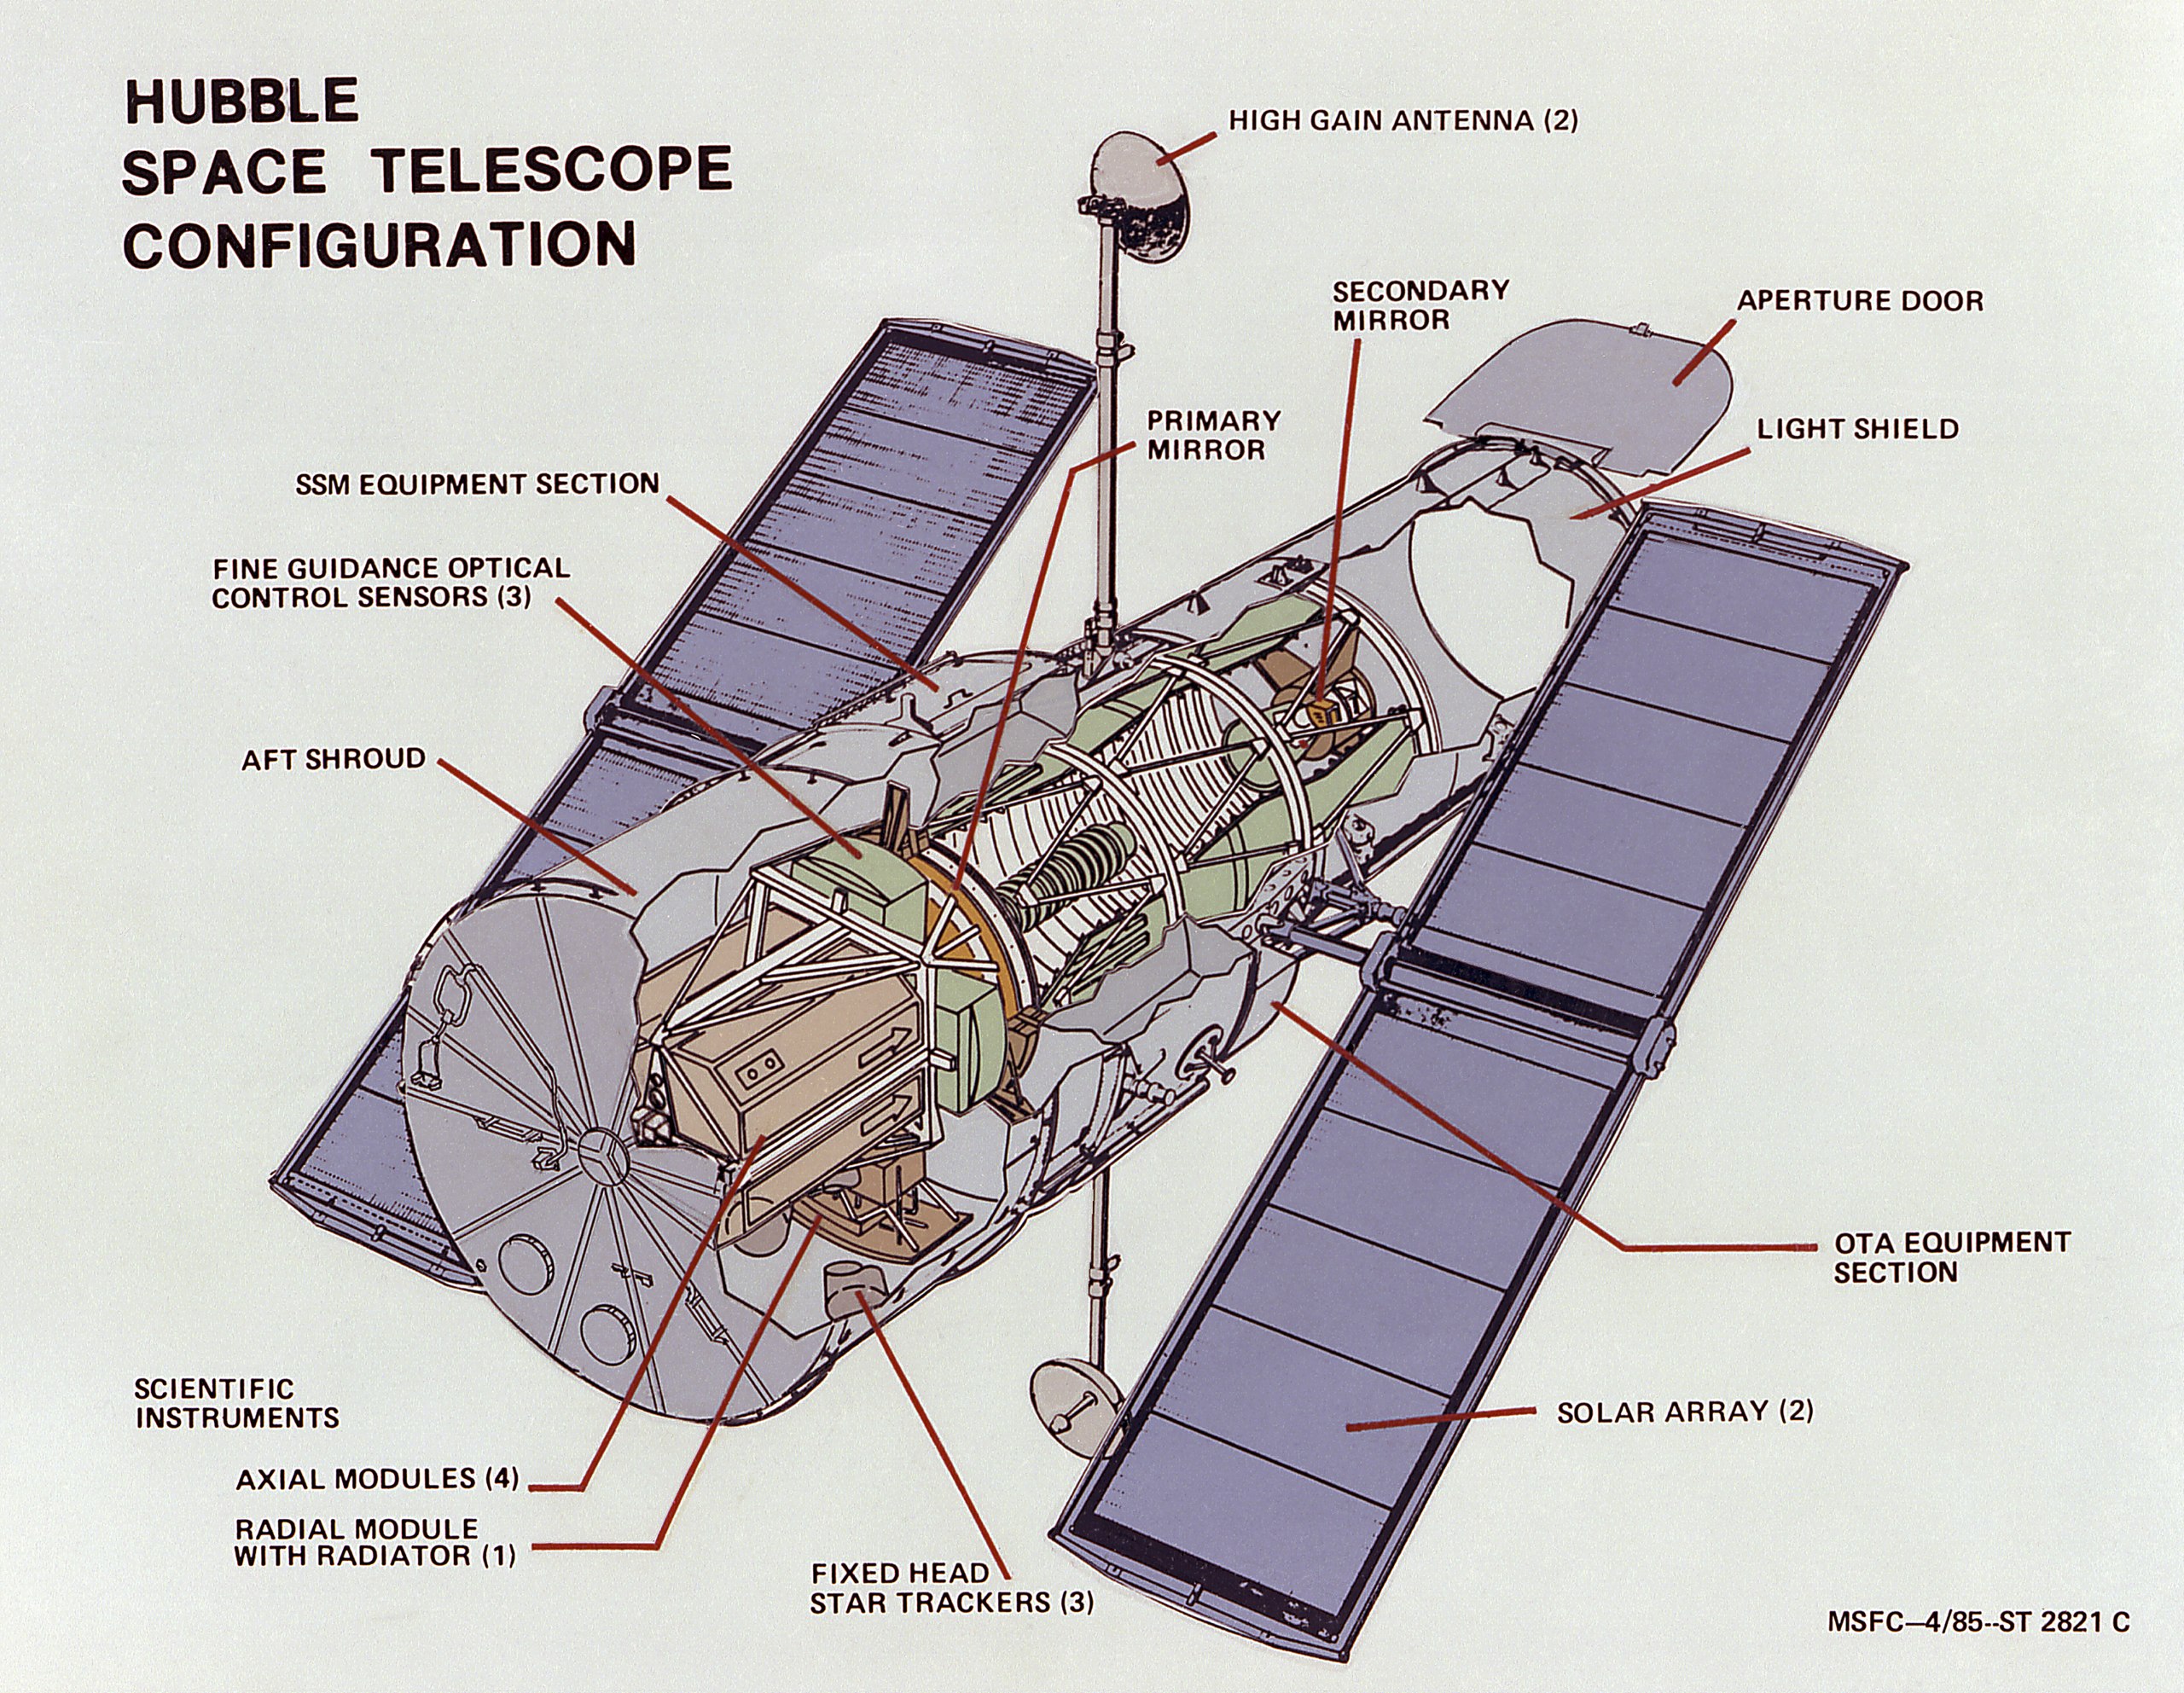 HUBBLE
SPACE TELESCOPE
CONFIGURATION
HIGH GAIN ANTENNA (2)
SECONDARY
MIRROR
APERTURE DOOR
PRIMARY
MIRROR
LIGHT SHIELD
SSM EQUIPMENT SECTION
FINE GUIDANCE OPTICAL
CONTROL SENSORS (3)
AFT SHROUD
OTA EQUIPMENT
SECTION
SCIENTIFIC
INSTRUMENTS
SOLAR ARRAY (2)
AXIAL MODULES (4)
RADIAL MODULE
WITH RADIATOR (1)
FIXED HEAD
STAR TRACKERS (3)
MSFC—4/85--ST 2821 C